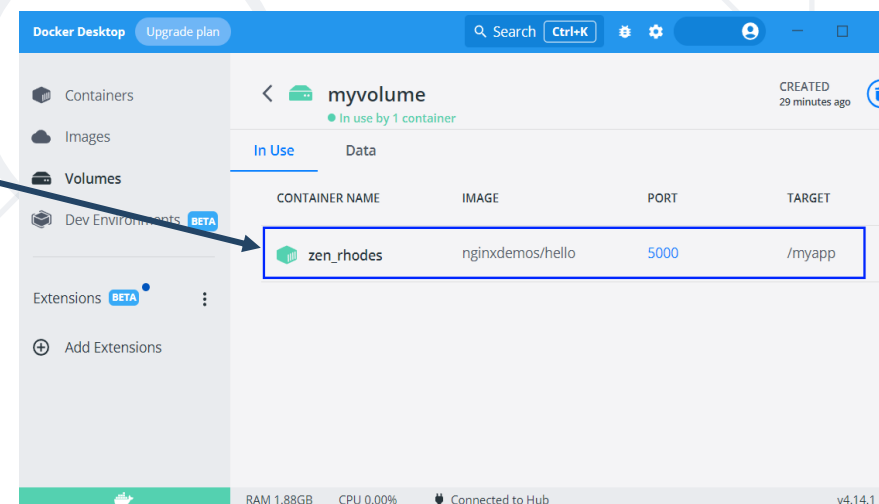 Docker Desktop Upgrade plan Search Ctrl+K
Containers
Images
Volumes
Dev Environments BETA
Extensions BETA
Add Extensions
myvolume
In use by 1 container
CREATED
29 minutes ago
In Use Data
CONTAINER NAME IMAGE PORT TARGET
zen_rhodes nginxdemos/hello 5000 /myapp
RAM 1.88GB CPU 0.00% Connected to Hub v4.14.1